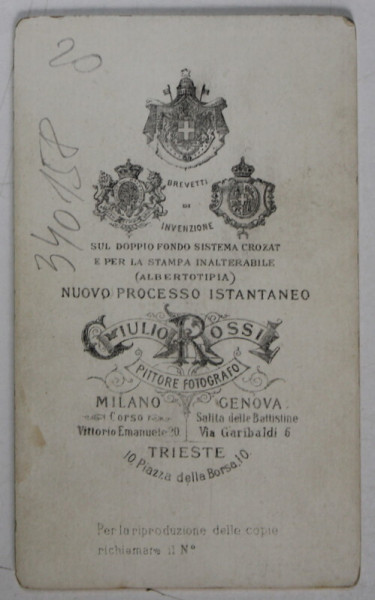 20
340158
BREVETTI
DI
INVENZIONE
SUL DOPPIO FONDO SISTEMA CROZAT
E PER LA STAMPA INALTERABILE
(ALBERTOTIPIA)
NUOVO PROCESSO ISTANTANEO
GIULIO ROSSI
PITTORE FOTOGRAFO
MILANO
Corso
Vittorio Emanuele 20
GENOVA
Salita delle Battistine
Via Garibaldi 6
TRIESTE
10 Piazza della Borsa, 10
Per la riproduzione delle copie
richiamare il Nº